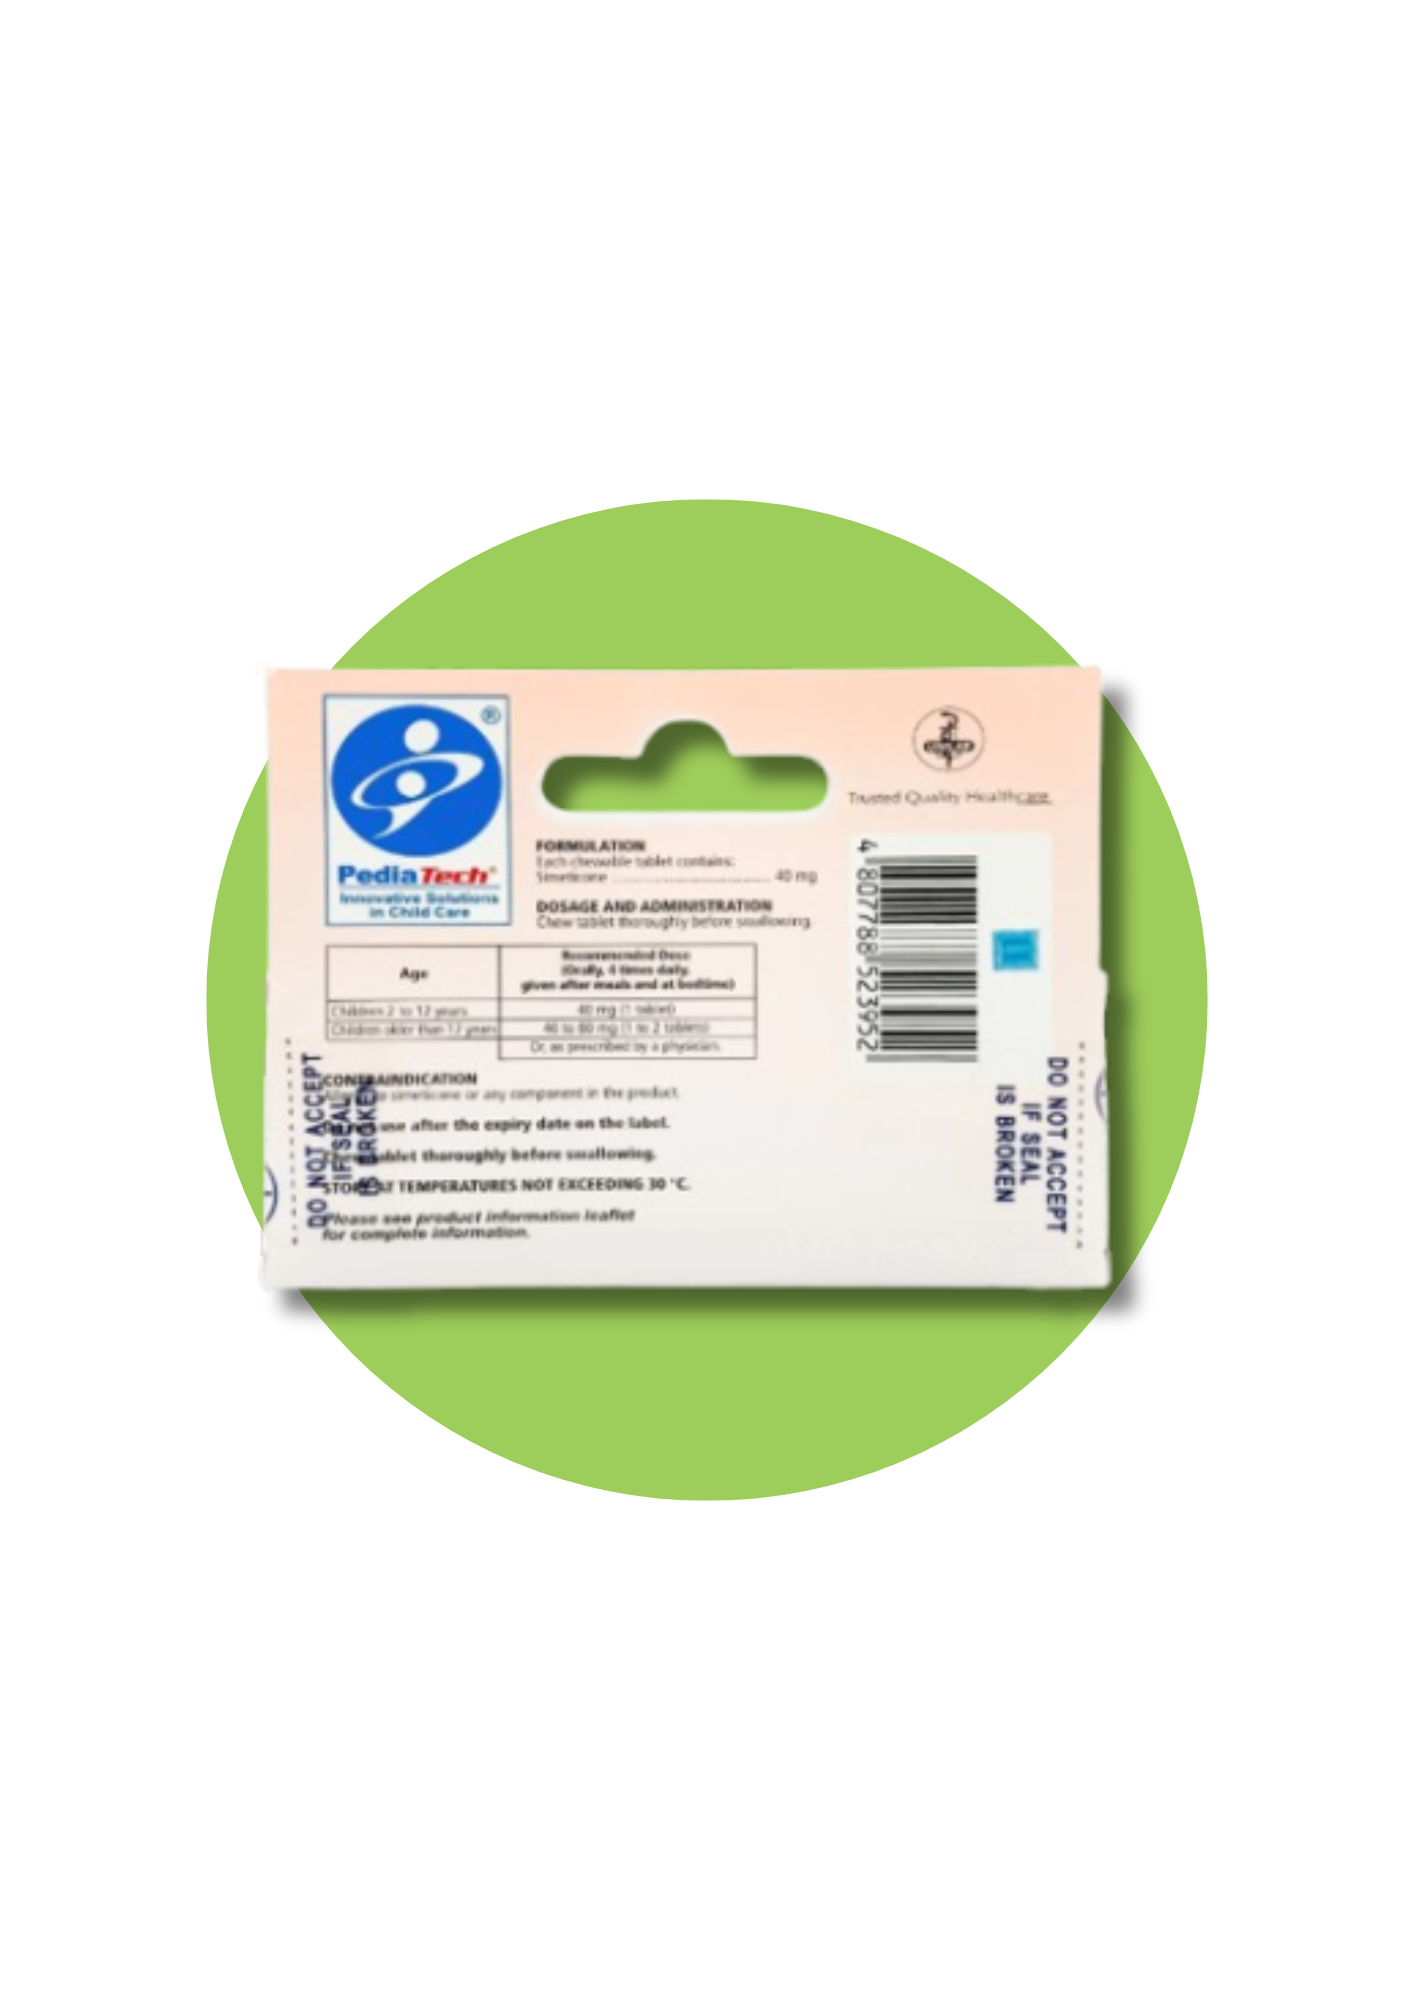 ®
PediaTech®
Innovative Solutions
in Child Care
Trusted Quality Healthcare
FORMULATION
Each chewable tablet contains:
Simeticone ........................................ 40 mg
DOSAGE AND ADMINISTRATION
Chew tablet thoroughly before swallowing.
Age
Recommended Dose
(Orally, 4 times daily,
given after meals and at bedtime)
Children 2 to 12 years
40 mg (1 tablet)
Children older than 12 years
40 to 80 mg (1 to 2 tablets)
Or, as prescribed by a physician.
CONTRAINDICATION
to simeticone or any component in the product.
use after the expiry date on the label.
tablet thoroughly before swallowing.
STORE AT TEMPERATURES NOT EXCEEDING 30 °C.
Please see product information leaflet
for complete information.
4 807788 523952
DO NOT ACCEPT
IF SEAL
IS BROKEN
DO NOT ACCEPT
IF SEAL
IS BROKEN